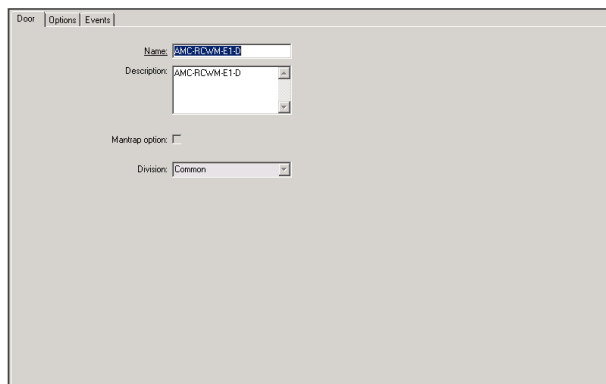 Door Options Events
Name: AMC-RCWM-E1-D
Description: AMC-RCWM-E1-D
Mantrap option:
Division: Common